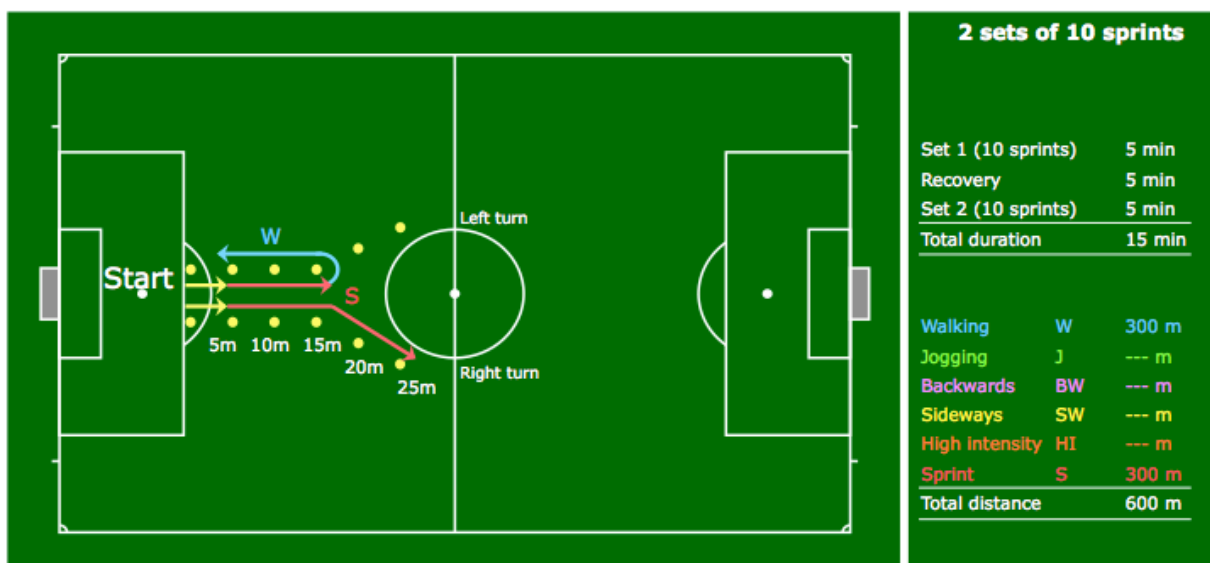 2 sets of 10 sprints
Set 1 (10 sprints) 5 min
Recovery 5 min
Set 2 (10 sprints) 5 min
Total duration 15 min
Walking W 300 m
Jogging J --- m
Backwards BW --- m
Sideways SW --- m
High intensity HI --- m
Sprint S 300 m
Total distance 600 m
Left turn
W
Start
S
5m 10m 15m
20m
25m
Right turn